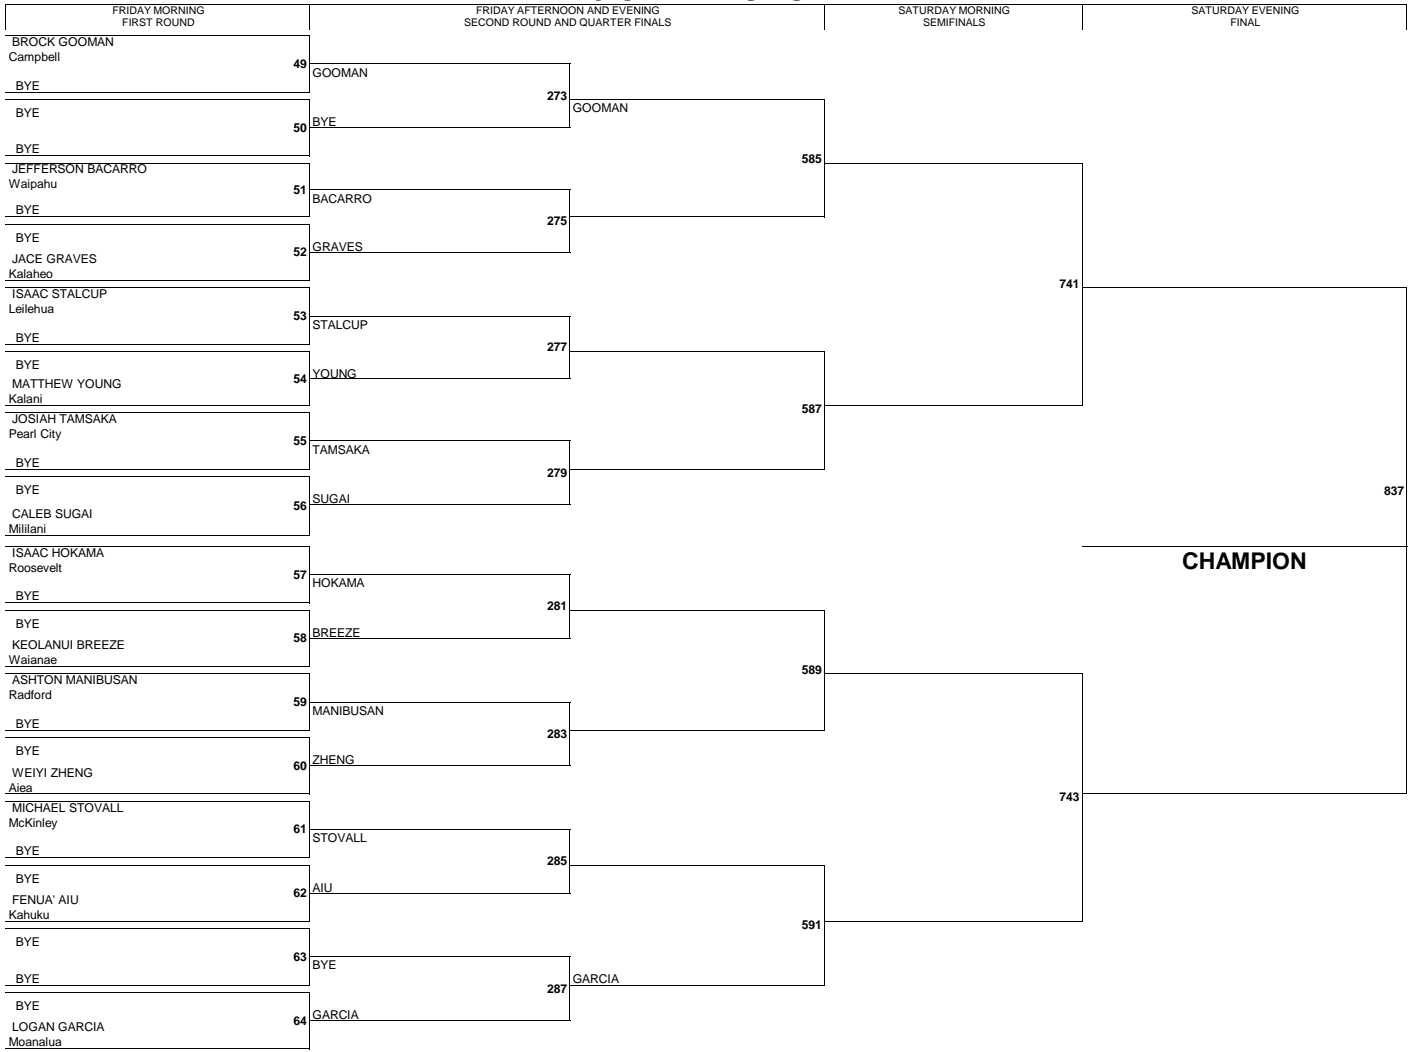 FRIDAY MORNING
FIRST ROUND
FRIDAY AFTERNOON AND EVENING
SECOND ROUND AND QUARTER FINALS
SATURDAY MORNING
SEMIFINALS
SATURDAY EVENING
FINAL
BROCK GOOMAN
Campbell
49
BYE
GOOMAN
273
GOOMAN
BYE
50
BYE
BYE
585
JEFFERSON BACARRO
Waipahu
51
BYE
BACARRO
275
BYE
52
GRAVES
JACE GRAVES
Kalaheo
741
ISAAC STALCUP
Leilehua
53
BYE
STALCUP
277
BYE
54
YOUNG
MATTHEW YOUNG
Kalani
587
JOSIAH TAMSAKA
Pearl City
55
BYE
TAMSAKA
279
BYE
56
SUGAI
CALEB SUGAI
Mililani
837
CHAMPION
ISAAC HOKAMA
Roosevelt
57
BYE
HOKAMA
281
BYE
58
BREEZE
KEOLANUI BREEZE
Waianae
589
ASHTON MANIBUSAN
Radford
59
BYE
MANIBUSAN
283
BYE
60
ZHENG
WEIYI ZHENG
Aiea
743
MICHAEL STOVALL
McKinley
61
BYE
STOVALL
285
BYE
62
AIU
FENUA' AIU
Kahuku
591
BYE
63
BYE
BYE
287
GARCIA
BYE
64
GARCIA
LOGAN GARCIA
Moanalua